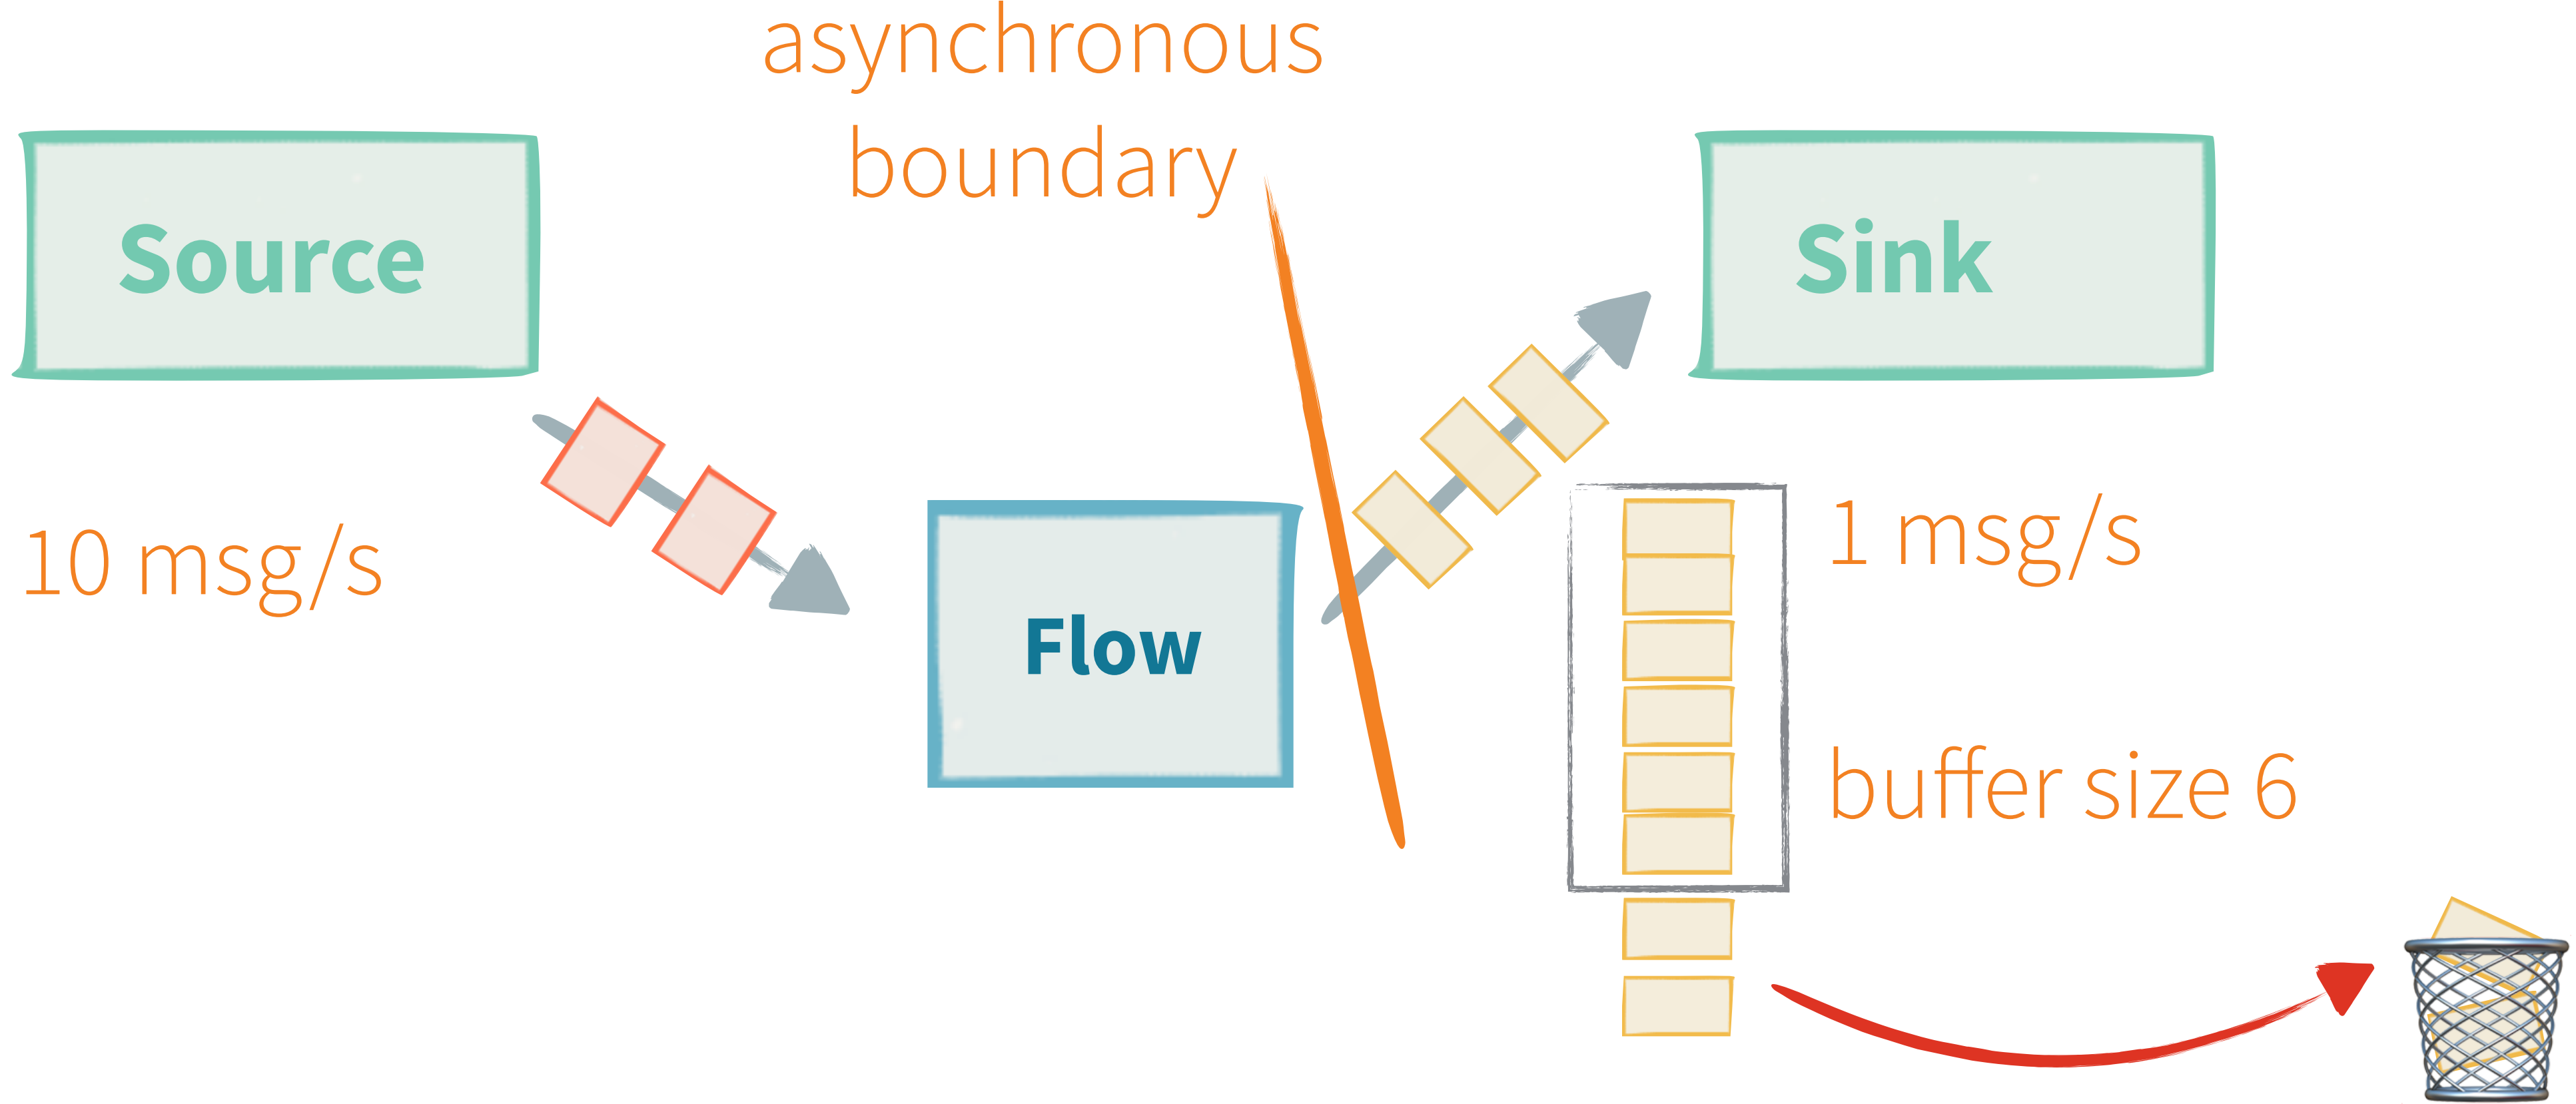 asynchronous
boundary
Source
Sink
10 msg/s
1 msg/s
Flow
buffer size 6